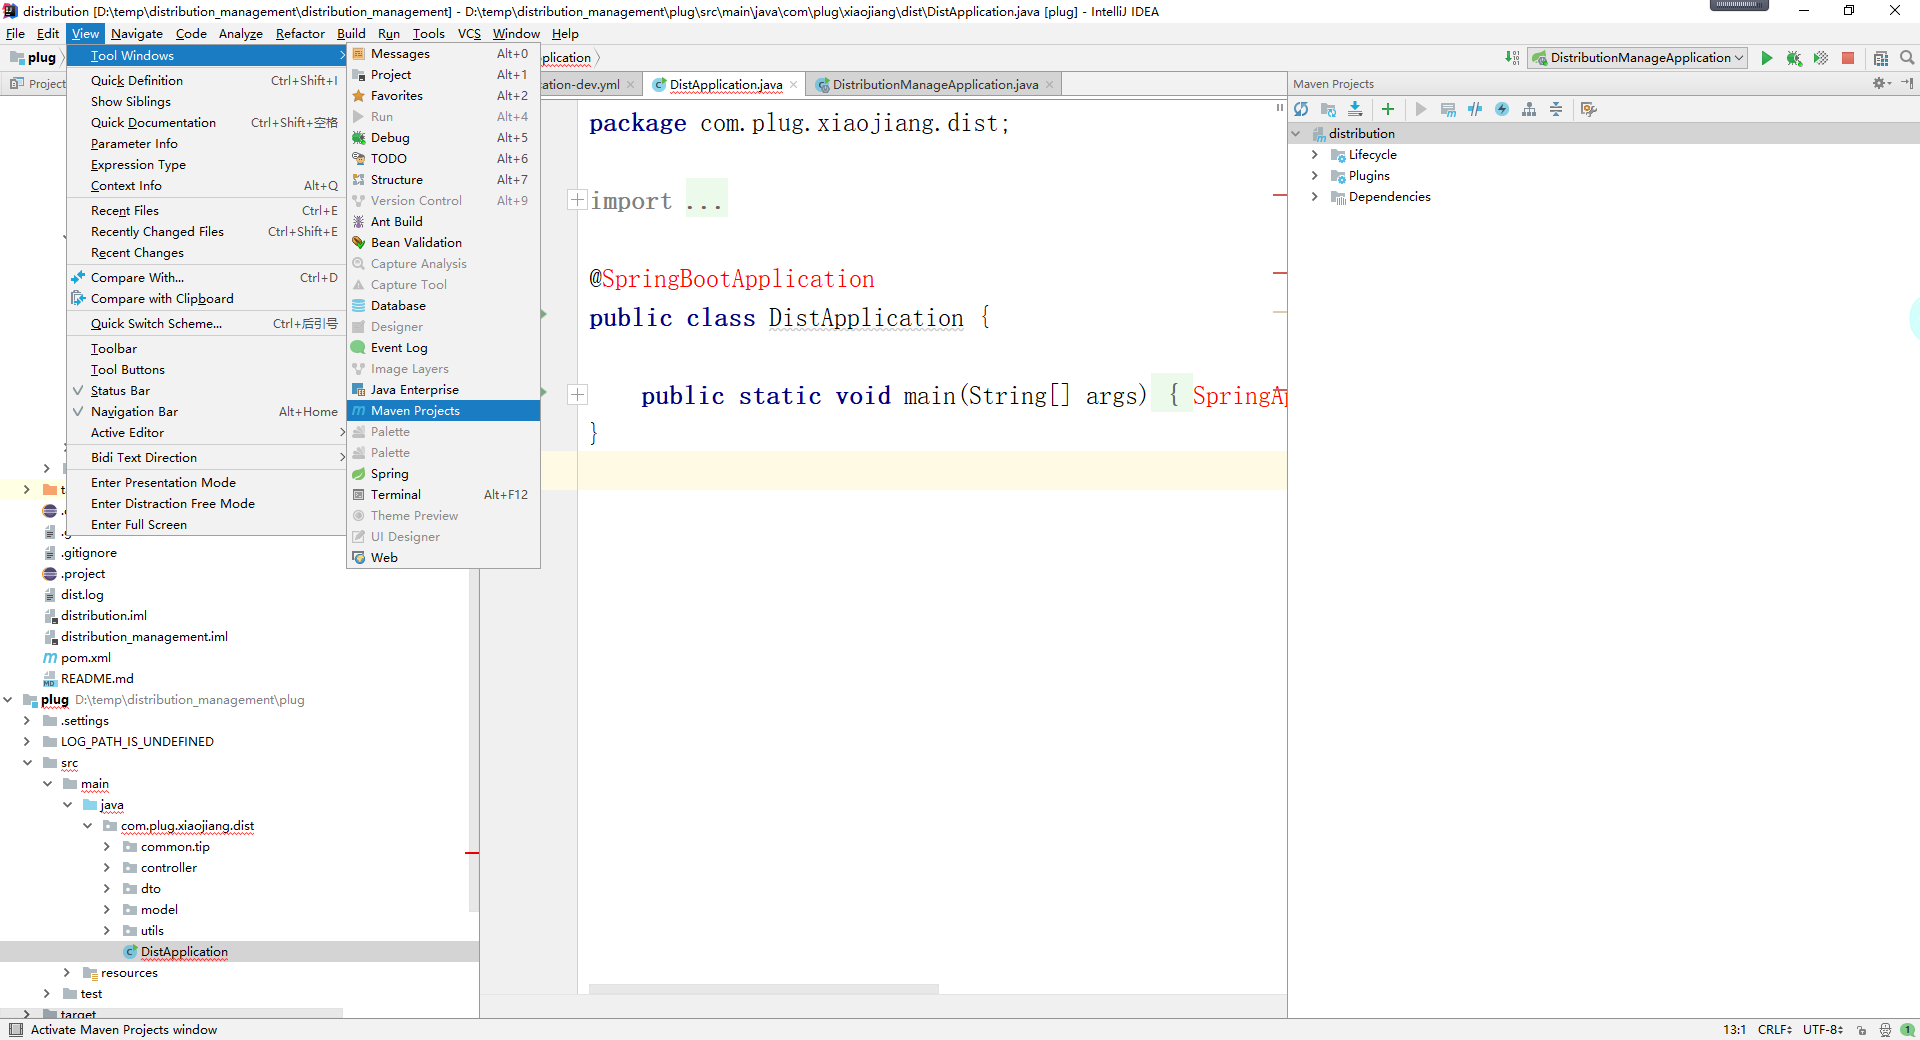 distribution [D:\temp\distribution_management\distribution_management] - D:\temp\distribution_management\plug\src\main\java\com\plug\xiaojiang\dist\DistApplication.java [plug] - IntelliJ IDEA
File Edit View Navigate Code Analyze Refactor Build Run Tools VCS Window Help
plug
plication
DistributionManageApplication
Project
cation-dev.yml
DistApplication.java
DistributionManageApplication.java
Maven Projects
Tool Windows
Quick Definition Ctrl+Shift+I
Show Siblings
Quick Documentation Ctrl+Shift+空格
Parameter Info
Expression Type
Context Info Alt+Q
Recent Files Ctrl+E
Recently Changed Files Ctrl+Shift+E
Recent Changes
Compare With... Ctrl+D
Compare with Clipboard
Quick Switch Scheme... Ctrl+后引号
Toolbar
Tool Buttons
Status Bar
Navigation Bar Alt+Home
Active Editor
Bidi Text Direction
Enter Presentation Mode
Enter Distraction Free Mode
Enter Full Screen
Messages Alt+0
Project Alt+1
Favorites Alt+2
Run Alt+4
Debug Alt+5
TODO Alt+6
Structure Alt+7
Version Control Alt+9
Ant Build
Bean Validation
Capture Analysis
Capture Tool
Database
Designer
Event Log
Image Layers
Java Enterprise
Maven Projects
Palette
Palette
Spring
Terminal Alt+F12
Theme Preview
UI Designer
Web
package com.plug.xiaojiang.dist;
import ...
@SpringBootApplication
public class DistApplication {
public static void main(String[] args) { SpringAp
}
distribution
Lifecycle
Plugins
Dependencies
t
.g
.gitignore
.project
dist.log
distribution.iml
distribution_management.iml
pom.xml
README.md
plug D:\temp\distribution_management\plug
.settings
LOG_PATH_IS_UNDEFINED
src
main
java
com.plug.xiaojiang.dist
common.tip
controller
dto
model
utils
DistApplication
resources
test
target
Activate Maven Projects window
13:1 CRLF UTF-8 1